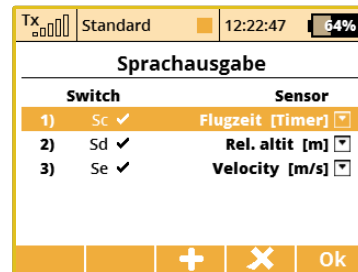 Tx Standard 12:22:47 64%
Sprachausgabe
Switch Sensor
1) Sc ✔ Flugzeit [Timer]
2) Sd ✔ Rel. altit [m]
3) Se ✔ Velocity [m/s]
Ok